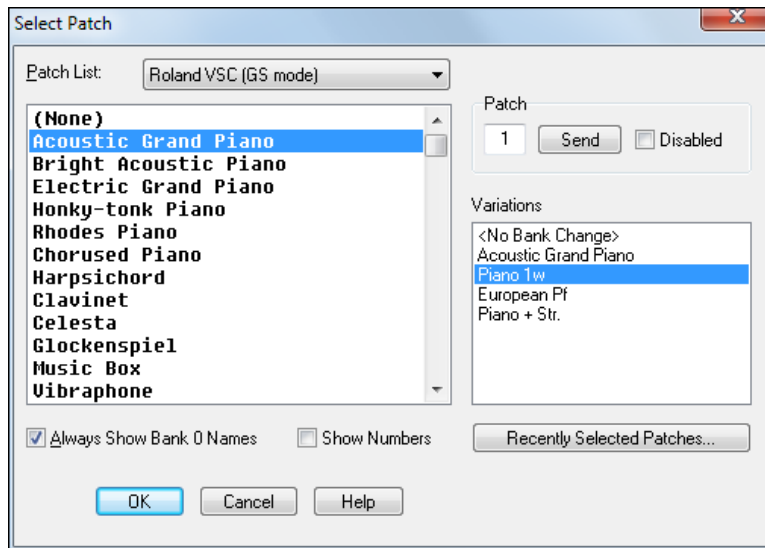 Select Patch
Patch List: Roland VSC (GS mode)
(None)
Acoustic Grand Piano
Bright Acoustic Piano
Electric Grand Piano
Honky-tonk Piano
Rhodes Piano
Chorused Piano
Harpsichord
Clavinet
Celesta
Glockenspiel
Music Box
Vibraphone
Patch
1 Send Disabled
Variations
<No Bank Change>
Acoustic Grand Piano
Piano 1w
European Pf
Piano + Str.
Always Show Bank 0 Names Show Numbers Recently Selected Patches...
OK Cancel Help